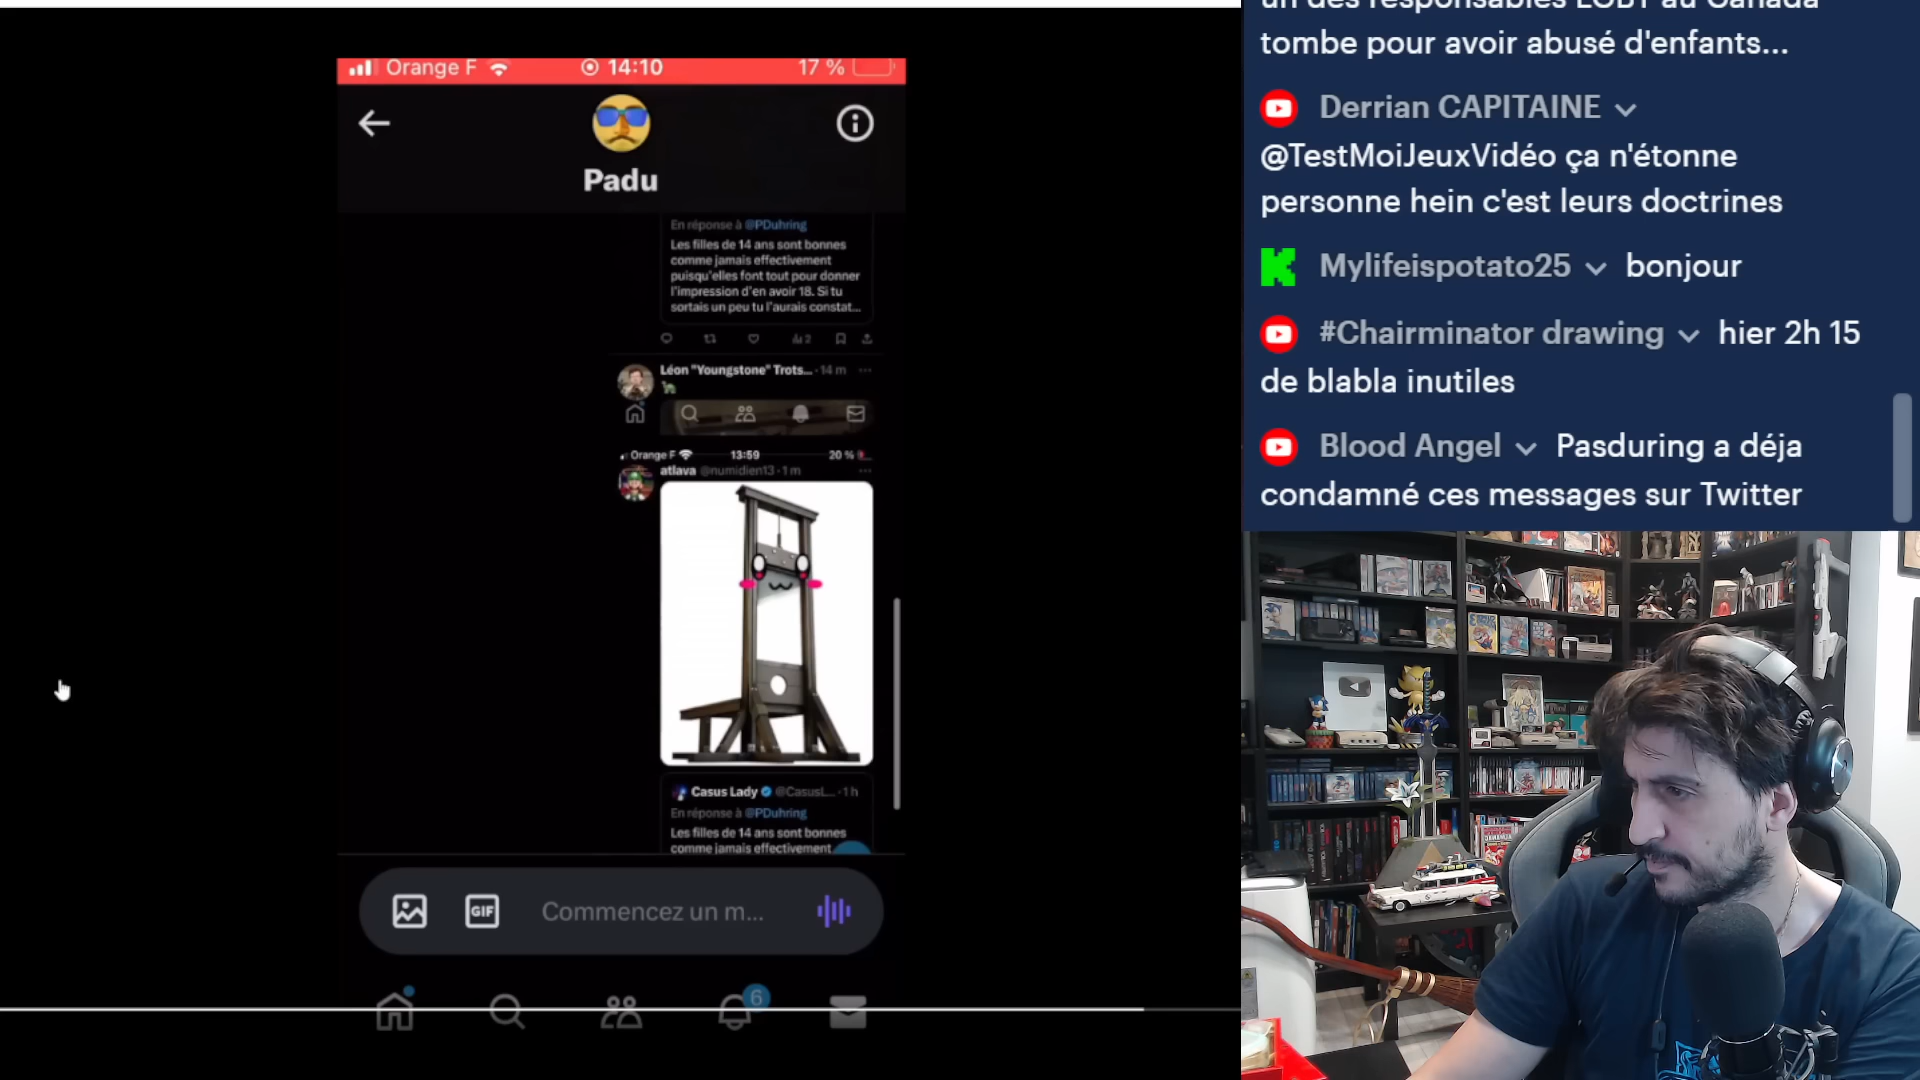 Orange F 14:10 17 %
Padu
En réponse à @PDuhring
Les filles de 14 ans sont bonnes
comme jamais effectivement
puisqu'elles font tout pour donner
l'impression d'en avoir 18. Si tu
sortais un peu tu l'aurais constat...
2
Léon "Youngstone" Trots... · 14 m
Orange F 13:59 20 %
atlava @numidien13 · 1 m
Casus Lady @CasusL... · 1 h
En réponse à @PDuhring
Les filles de 14 ans sont bonnes
comme jamais effectivement
GIF Commencez un m...
6
un des responsables LGBT au Canada
tombe pour avoir abusé d'enfants...
Derrian CAPITAINE
@TestMoiJeuxVidéo ça n'étonne
personne hein c'est leurs doctrines
Mylifeispotato25 bonjour
#Chairminator drawing hier 2h 15
de blabla inutiles
Blood Angel Pasduring a déja
condamné ces messages sur Twitter